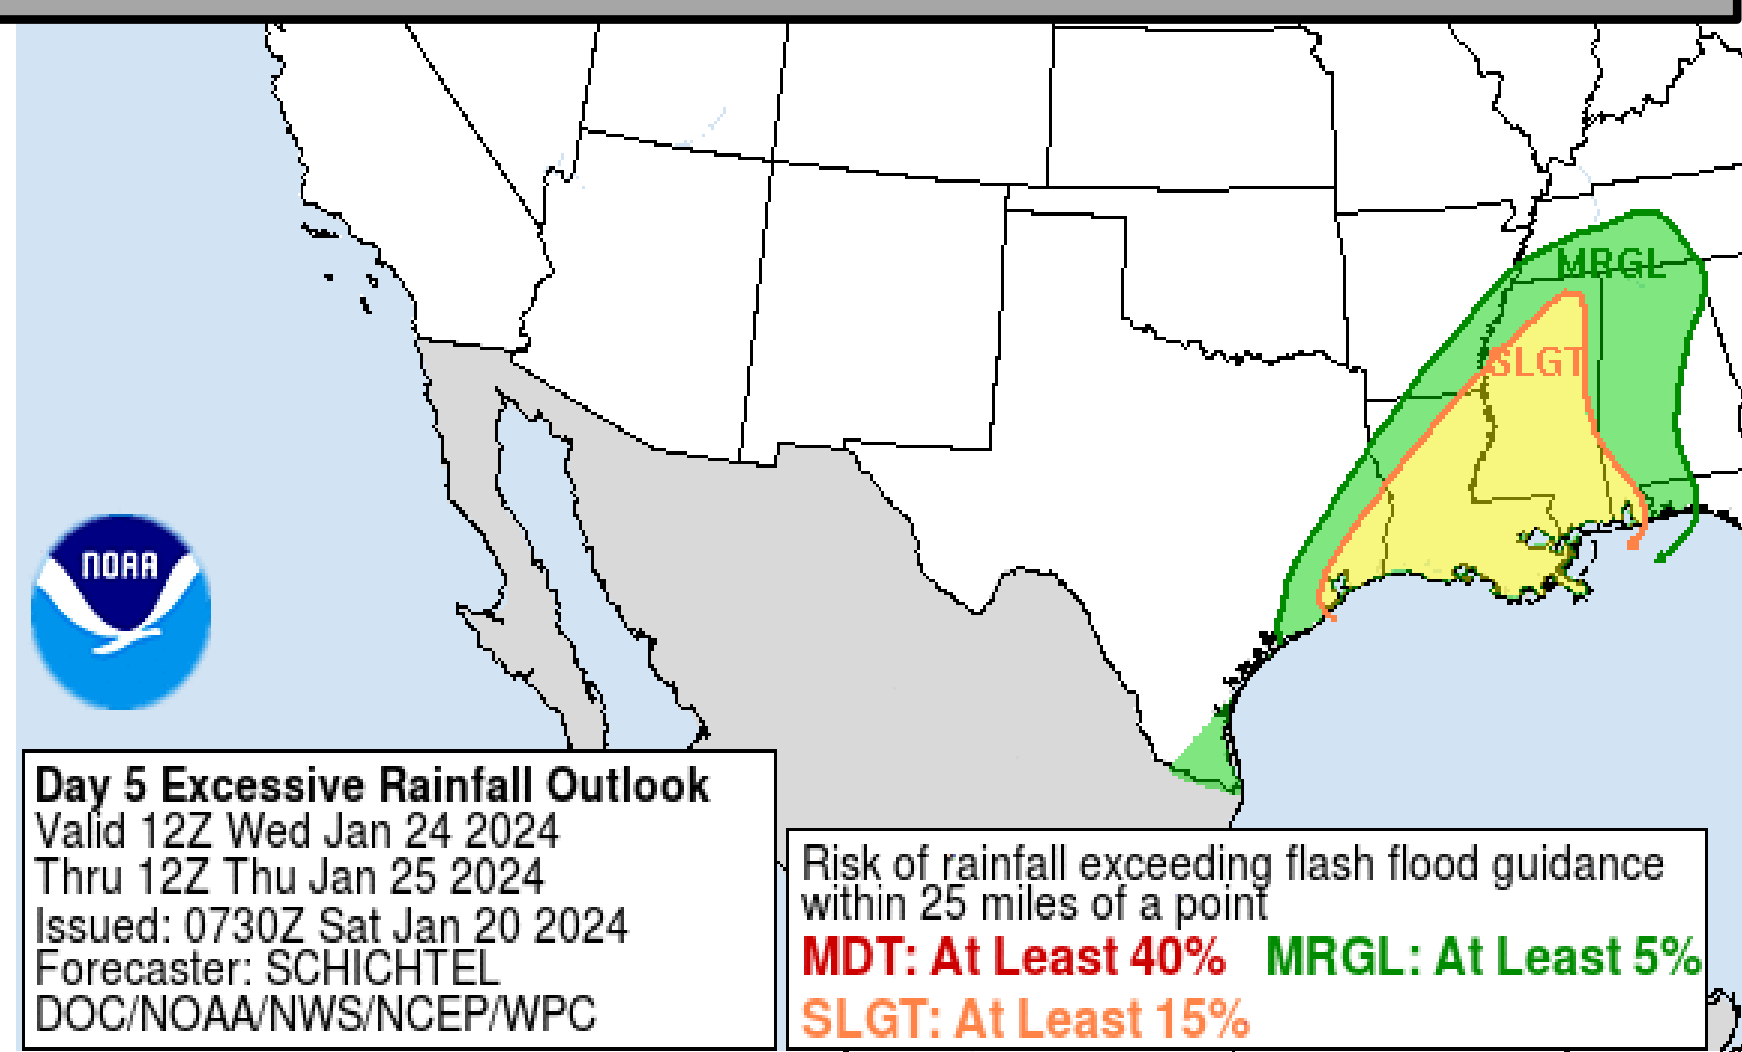 MRGL
SLGT
NOAA
Day 5 Excessive Rainfall Outlook
Valid 12Z Wed Jan 24 2024
Thru 12Z Thu Jan 25 2024
Issued: 0730Z Sat Jan 20 2024
Forecaster: SCHICHTEL
DOC/NOAA/NWS/NCEP/WPC
Risk of rainfall exceeding flash flood guidance
within 25 miles of a point
MDT: At Least 40% MRGL: At Least 5%
SLGT: At Least 15%